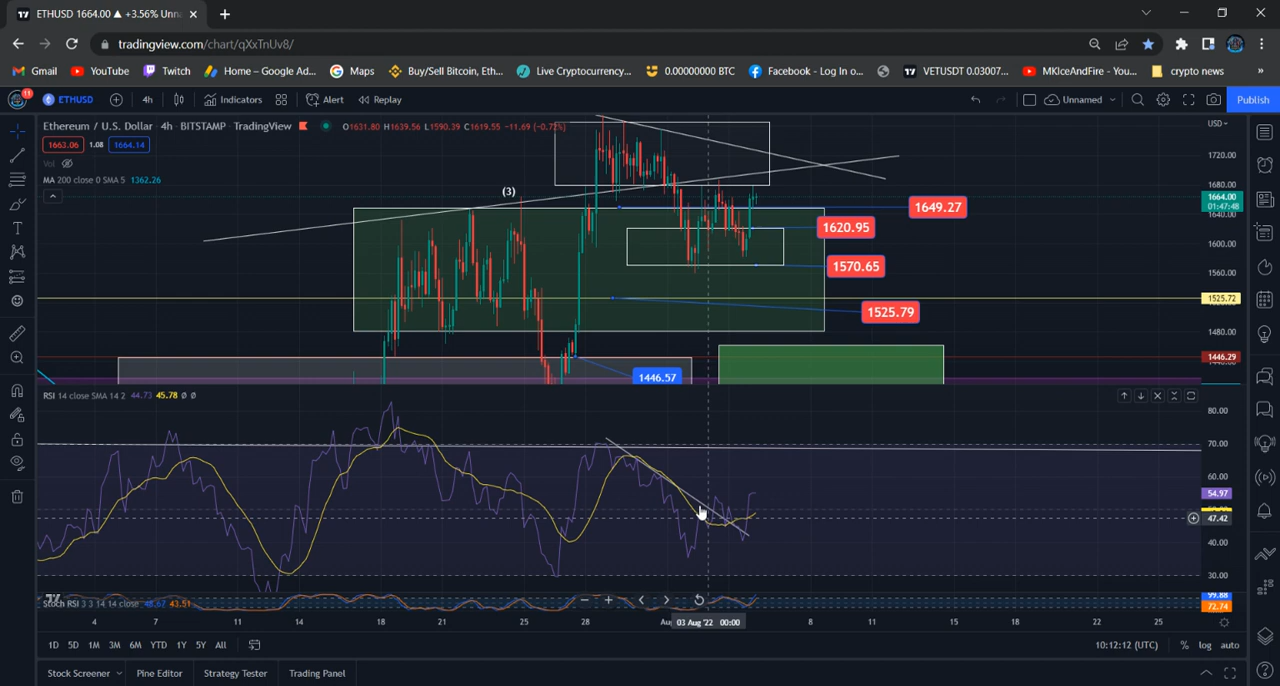 ETHUSD 1664.00 ▲ +3.56% Unna
tradingview.com/chart/qXxTnUv8/
Gmail YouTube Twitch Home – Google Ad... Maps Buy/Sell Bitcoin, Et... Live Cryptocurrency... 0.00000000 BTC Facebook - Log In o... VETUSDT 0.03007... MKIceAndFire - You... crypto news »
11 ETHUSD 4h Indicators Alert Replay Unnamed Publish
Ethereum / U.S. Dollar · 4h · BITSTAMP · TradingView O1631.80 H1639.56 L1590.39 C1619.55 -11.69 (-0.72%) USD
1663.06 1.08 1664.14
Vol
MA 200 close 0 SMA 5 1362.26
1720.00
(3)
1680.00
1664.00
01:47:48
1649.27
1640.00
1620.95
1600.00
1570.65
1560.00
1525.72
1525.79
1480.00
1446.29
1446.57
RSI 14 close SMA 14 2 44.73 45.78 Ø Ø
80.00
70.00
60.00
54.97
47.42
40.00
30.00
Stoch RSI 3 3 14 14 close 48.67 43.51
99.88
72.74
4 7 11 14 18 21 25 28 Au 03 Aug '22 00:00 8 11 15 18 22 25
1D 5D 1M 3M 6M YTD 1Y 5Y All 10:12:12 (UTC) % log auto
Stock Screener Pine Editor Strategy Tester Trading Panel